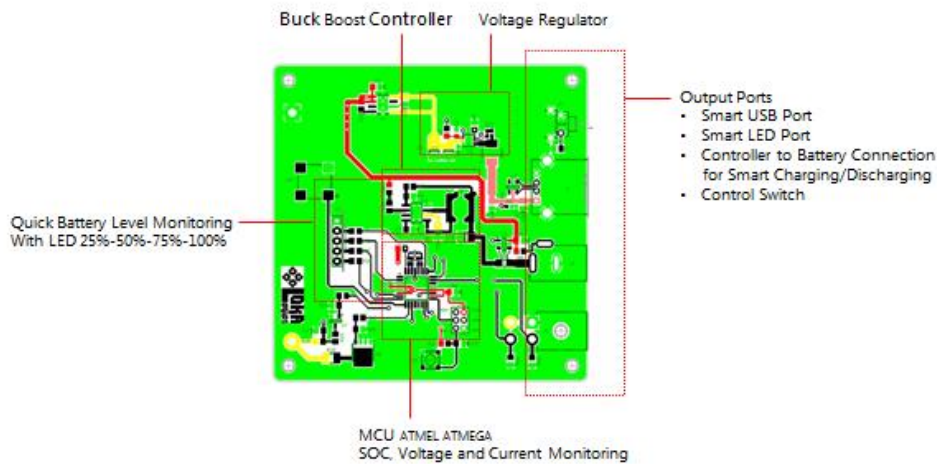 Buck Boost Controller
Voltage Regulator
Output Ports
• Smart USB Port
• Smart LED Port
• Controller to Battery Connection
for Smart Charging/Discharging
• Control Switch
Quick Battery Level Monitoring
With LED 25%-50%-75%-100%
MCU ATMEL ATMEGA
SOC, Voltage and Current Monitoring